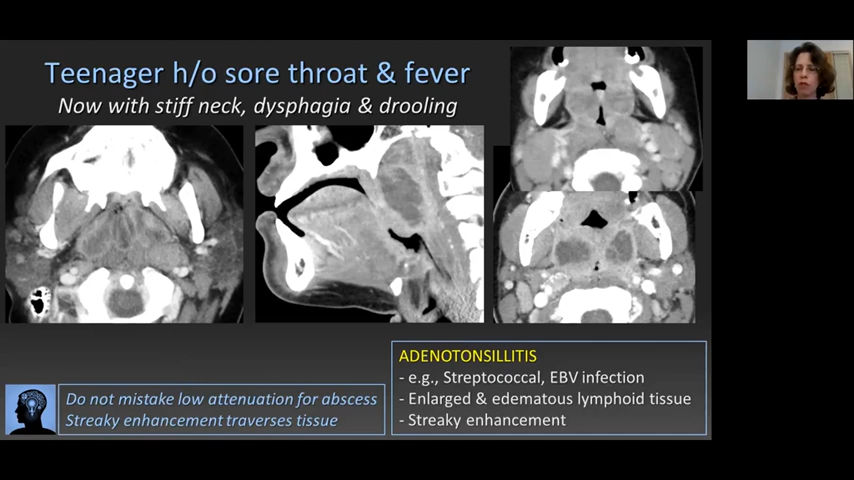 Teenager h/o sore throat & fever
Now with stiff neck, dysphagia & drooling
ADENOTONSILLITIS
- e.g., Streptococcal, EBV infection
- Enlarged & edematous lymphoid tissue
- Streaky enhancement
Do not mistake low attenuation for abscess
Streaky enhancement traverses tissue